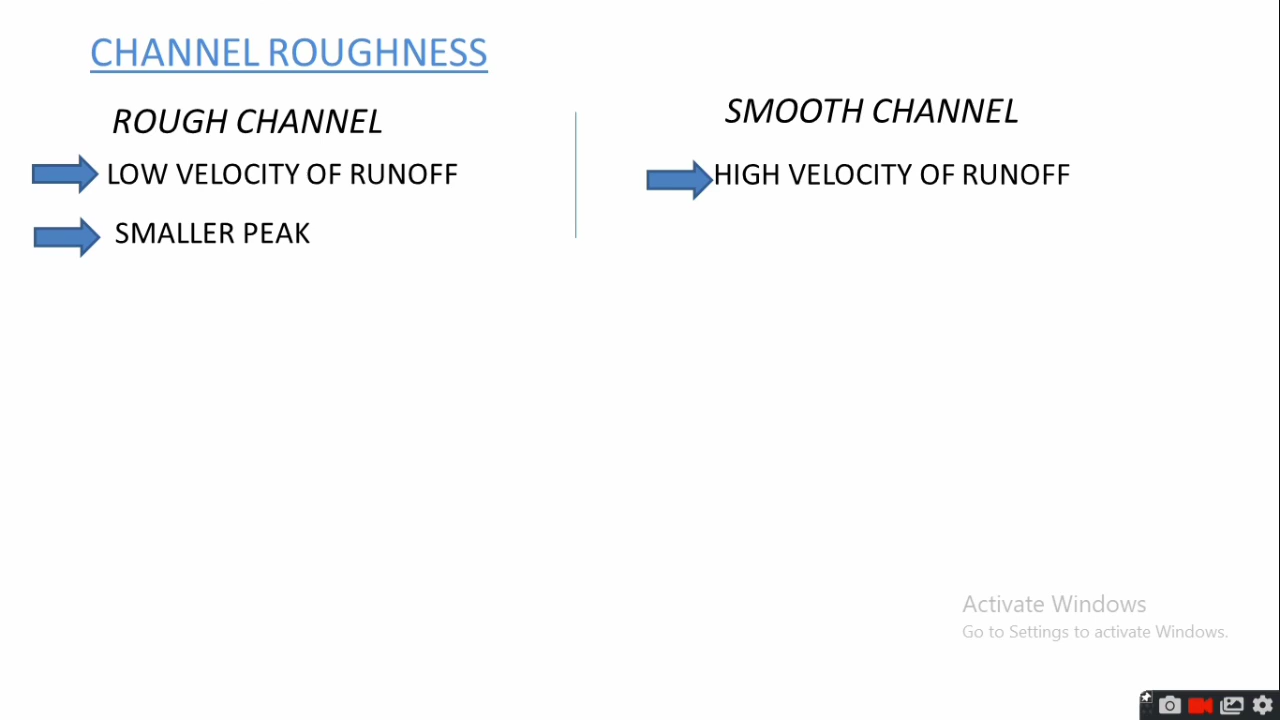 CHANNEL ROUGHNESS
ROUGH CHANNEL
LOW VELOCITY OF RUNOFF
SMALLER PEAK
SMOOTH CHANNEL
HIGH VELOCITY OF RUNOFF
Activate Windows
Go to Settings to activate Windows.